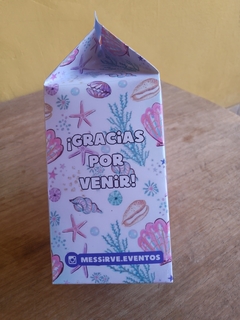 ¡GRACiAS
POR
VENiR!
MESSiRVE.EVENTOS